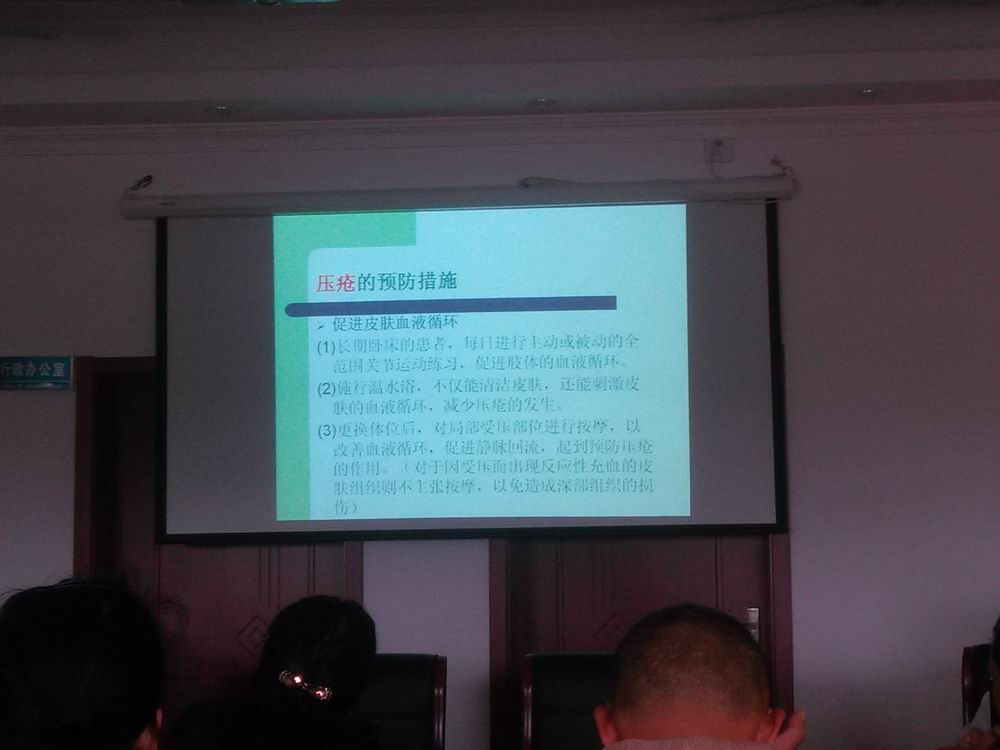 压疮的预防措施
促进皮肤血液循环
(1)长期卧床的患者，每日进行主动或被动的全
范围关节运动练习，促进肢体的血液循环。
(2)施行温水浴，不仅能清洁皮肤，还能刺激皮
肤的血液循环，减少压疮的发生。
(3)更换体位后，对局部受压部位进行按摩，以
改善血液循环，促进静脉回流，起到预防压疮
的作用。（对于因受压而出现反应性充血的皮
肤组织则不主张按摩，以免造成深部组织的损
伤）
行政办公室